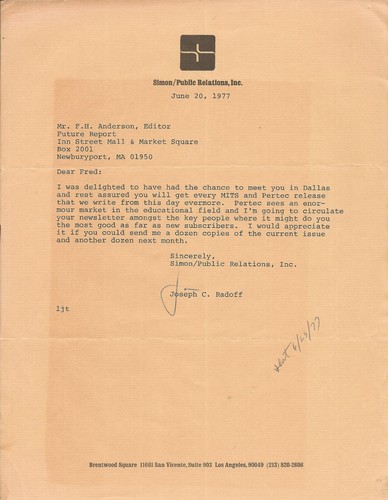 Simon/Public Relations, Inc.
June 20, 1977
Mr. F.H. Anderson, Editor
Future Report
Inn Street Mall & Market Square
Box 2001
Newburyport, MA 01950
Dear Fred:
I was delighted to have had the chance to meet you in Dallas
and rest assured you will get every MITS and Pertec release
that we write from this day evermore. Pertec sees an enor-
mour market in the educational field and I'm going to circulate
your newsletter amongst the key people where it might do you
the most good as far as new subscribers. I would appreciate
it if you could send me a dozen copies of the current issue
and another dozen next month.
Sincerely,
Simon/Public Relations, Inc.
Joseph C. Radoff
ljt
sent 6/23/77
Brentwood Square 11661 San Vicente, Suite 903 Los Angeles, 90049 (213) 820-2606